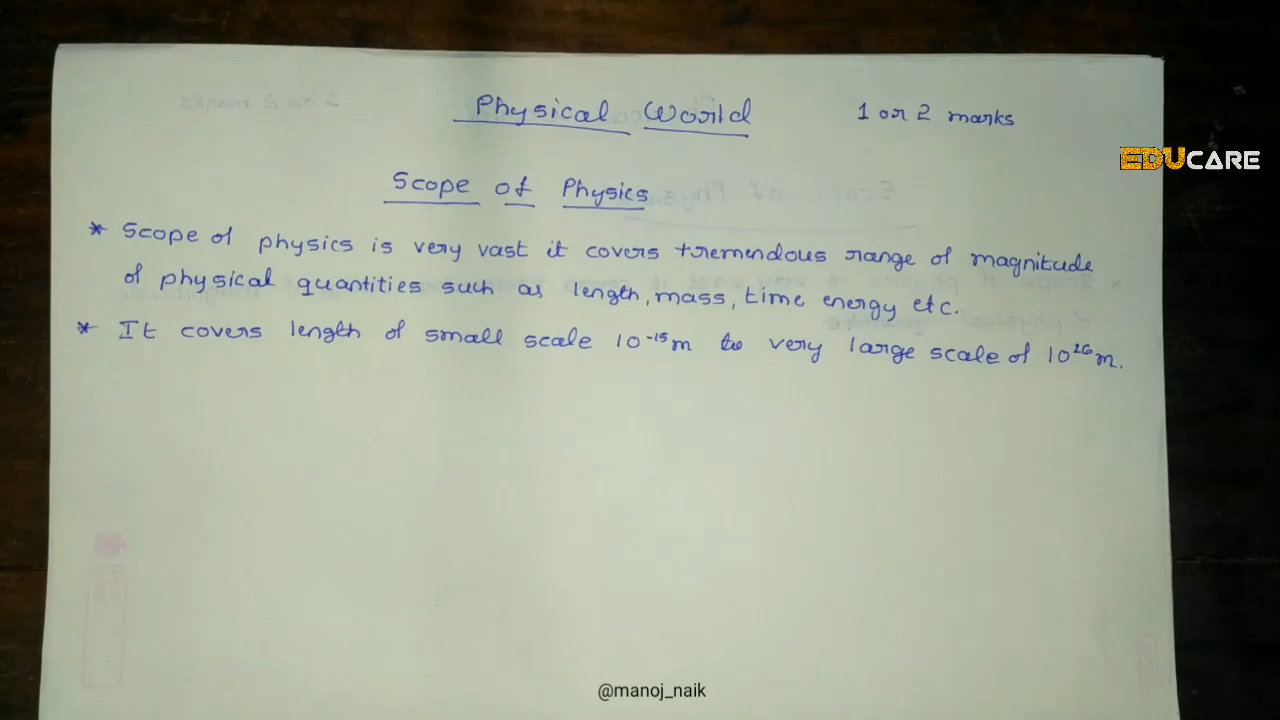 Physical World 1 or 2 marks
EDUCARE
Scope of Physics
* Scope of physics is very vast it covers tremendous range of magnitude
of physical quantities such as length, mass, time energy etc.
* It covers length of small scale 10⁻¹⁵m to very large scale of 10²⁶m.
@manoj_naik